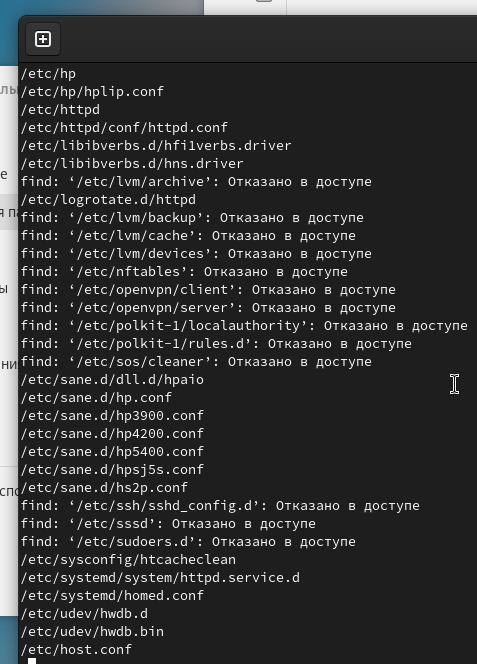 /etc/hp
/etc/hp/hplip.conf
/etc/httpd
/etc/httpd/conf/httpd.conf
/etc/libibverbs.d/hfi1verbs.driver
/etc/libibverbs.d/hns.driver
find: ‘/etc/lvm/archive’: Отказано в доступе
/etc/logrotate.d/httpd
find: ‘/etc/lvm/backup’: Отказано в доступе
find: ‘/etc/lvm/cache’: Отказано в доступе
find: ‘/etc/lvm/devices’: Отказано в доступе
find: ‘/etc/nftables’: Отказано в доступе
find: ‘/etc/openvpn/client’: Отказано в доступе
find: ‘/etc/openvpn/server’: Отказано в доступе
find: ‘/etc/polkit-1/localauthority’: Отказано в доступе
find: ‘/etc/polkit-1/rules.d’: Отказано в доступе
find: ‘/etc/sos/cleaner’: Отказано в доступе
/etc/sane.d/dll.d/hpaio
/etc/sane.d/hp.conf
/etc/sane.d/hp3900.conf
/etc/sane.d/hp4200.conf
/etc/sane.d/hp5400.conf
/etc/sane.d/hpsj5s.conf
/etc/sane.d/hs2p.conf
find: ‘/etc/ssh/sshd_config.d’: Отказано в доступе
find: ‘/etc/sssd’: Отказано в доступе
find: ‘/etc/sudoers.d’: Отказано в доступе
/etc/sysconfig/htcacheclean
/etc/systemd/system/httpd.service.d
/etc/systemd/homed.conf
/etc/udev/hwdb.d
/etc/udev/hwdb.bin
/etc/host.conf